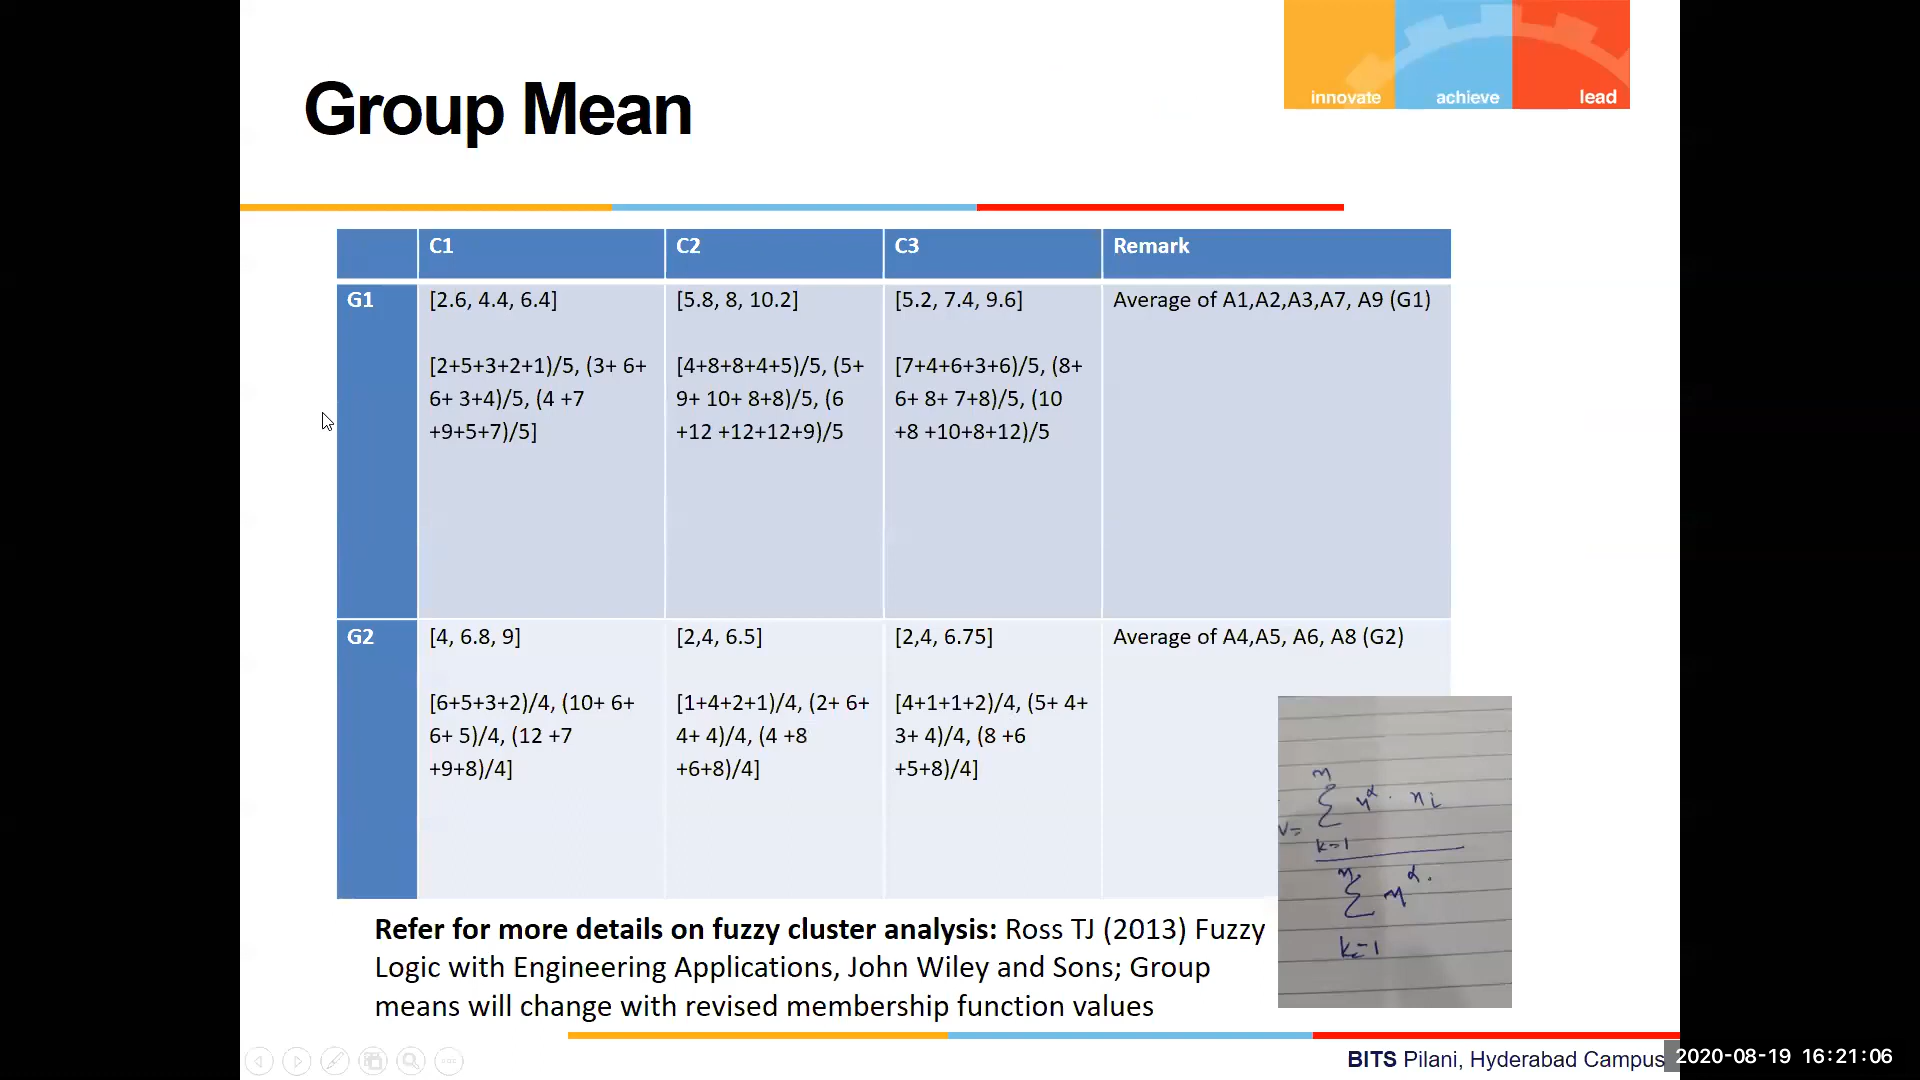 innovate achieve lead
Group Mean
C1 C2 C3 Remark
G1 [2.6, 4.4, 6.4] [5.8, 8, 10.2] [5.2, 7.4, 9.6] Average of A1,A2,A3,A7, A9 (G1)
[2+5+3+2+1)/5, (3+ 6+ [4+8+8+4+5)/5, (5+ [7+4+6+3+6)/5, (8+
6+ 3+4)/5, (4 +7 9+ 10+ 8+8)/5, (6 6+ 8+ 7+8)/5, (10
+9+5+7)/5] +12 +12+12+9)/5 +8 +10+8+12)/5
G2 [4, 6.8, 9] [2,4, 6.5] [2,4, 6.75] Average of A4,A5, A6, A8 (G2)
[6+5+3+2)/4, (10+ 6+ [1+4+2+1)/4, (2+ 6+ [4+1+1+2)/4, (5+ 4+
6+ 5)/4, (12 +7 4+ 4)/4, (4 +8 3+ 4)/4, (8 +6
+9+8)/4] +6+8)/4] +5+8)/4]
V=
k=1
k=1
Refer for more details on fuzzy cluster analysis: Ross TJ (2013) Fuzzy
Logic with Engineering Applications, John Wiley and Sons; Group
means will change with revised membership function values
BITS Pilani, Hyderabad Campus
2020-08-19 16:21:06